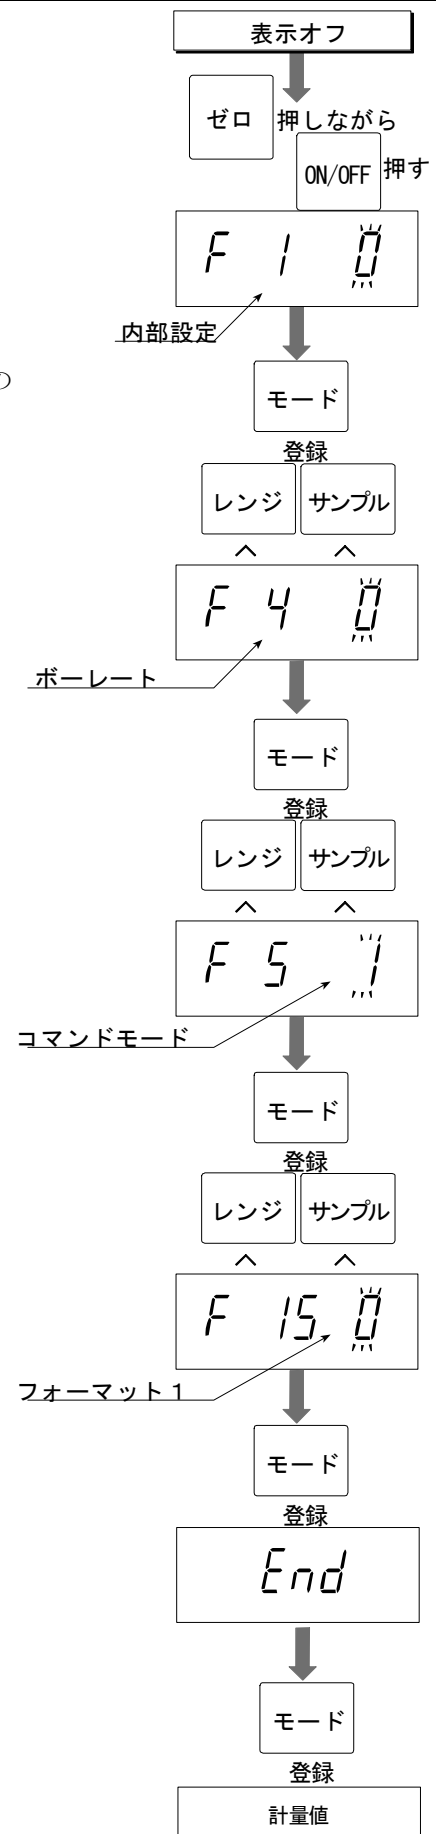 表示オフ
ゼロ 押しながら
ON/OFF 押す
F 1 0
内部設定
の
モード
登録
レンジ サンプル
F 4 0
ボーレート
モード
登録
レンジ サンプル
F 5 1
コマンドモード
モード
登録
レンジ サンプル
F 15. 0
フォーマット1
モード
登録
End
モード
登録
計量値